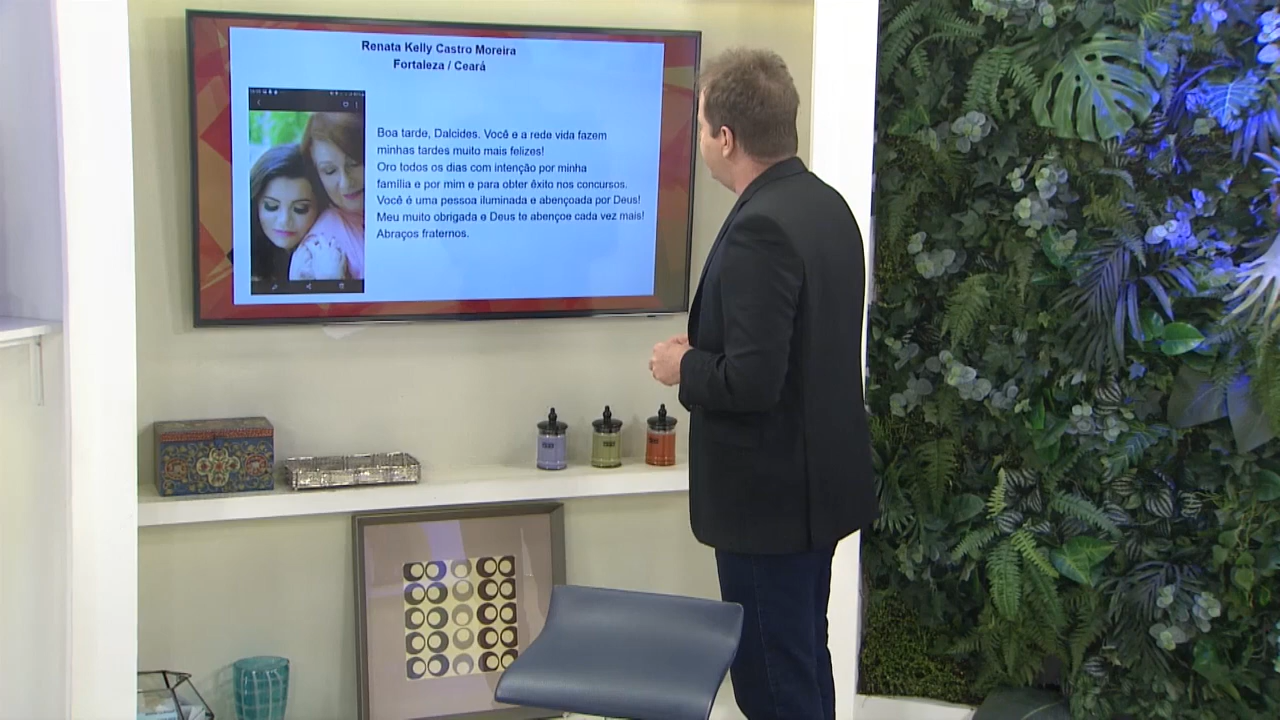 Renata Kelly Castro Moreira
Fortaleza / Ceará
Boa tarde, Dalcides. Você e a rede vida fazem
minhas tardes muito mais felizes!
Oro todos os dias com intenção por minha
família e por mim e para obter êxito nos concursos.
Você é uma pessoa iluminada e abençoada por Deus!
Meu muito obrigada e Deus te abençoe cada vez mais!
Abraços fraternos.